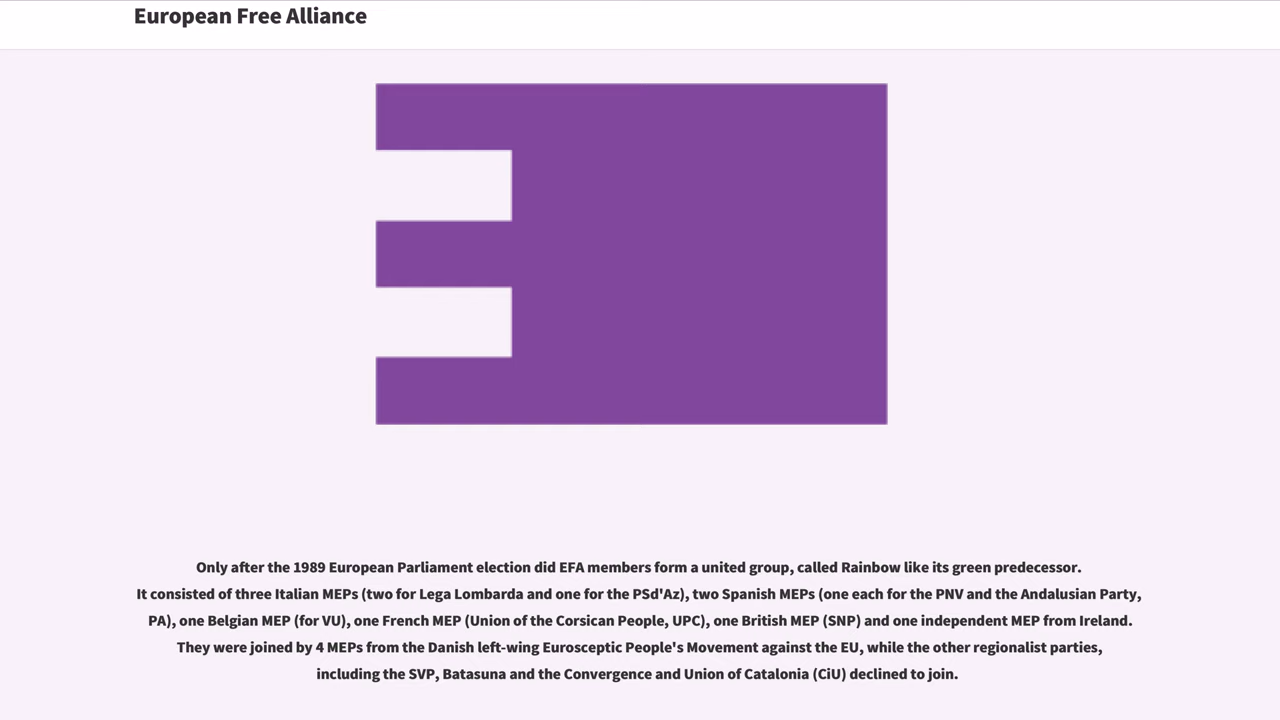 European Free Alliance
Only after the 1989 European Parliament election did EFA members form a united group, called Rainbow like its green predecessor.
It consisted of three Italian MEPs (two for Lega Lombarda and one for the PSd'Az), two Spanish MEPs (one each for the PNV and the Andalusian Party,
PA), one Belgian MEP (for VU), one French MEP (Union of the Corsican People, UPC), one British MEP (SNP) and one independent MEP from Ireland.
They were joined by 4 MEPs from the Danish left-wing Eurosceptic People's Movement against the EU, while the other regionalist parties,
including the SVP, Batasuna and the Convergence and Union of Catalonia (CiU) declined to join.